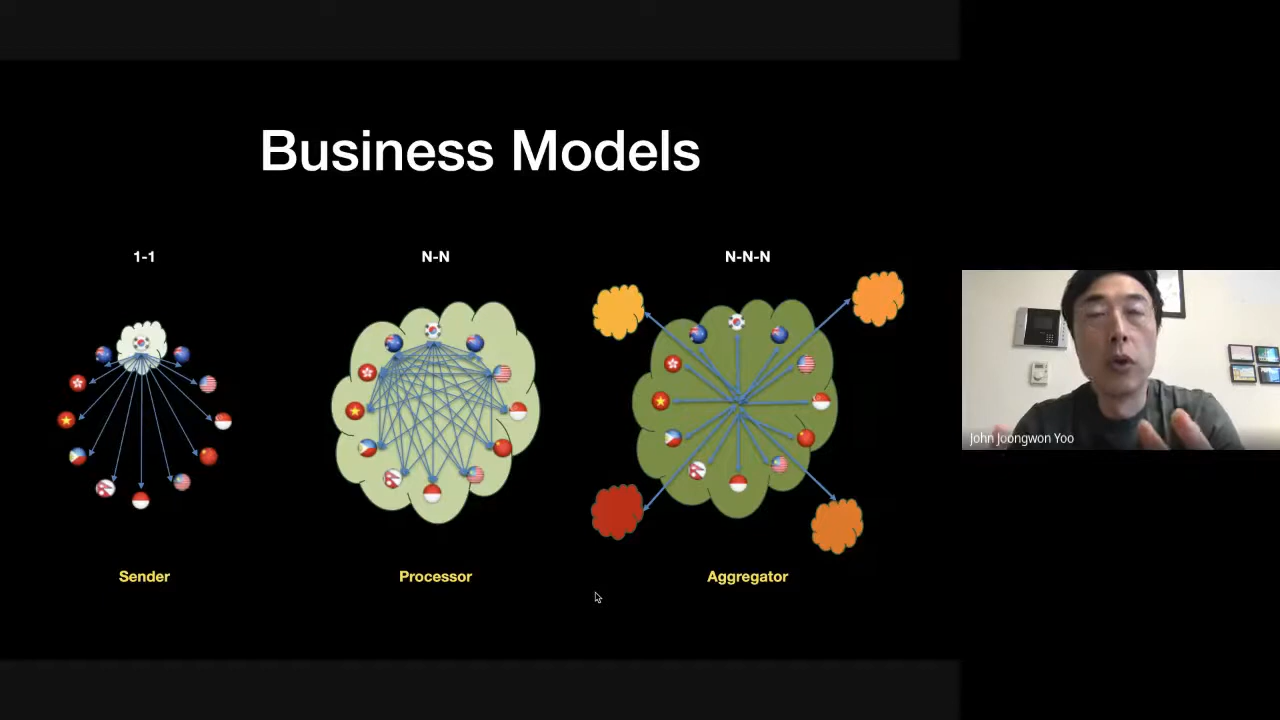 Business Models
1-1
N-N
N-N-N
Sender
Processor
Aggregator
John Joongwon Yoo